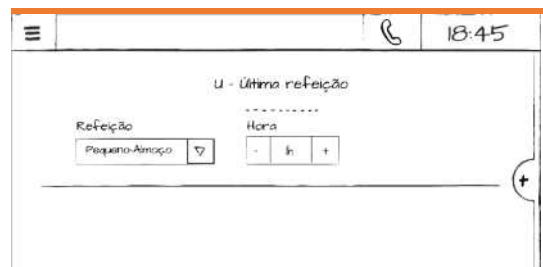 18:45
U - Última refeição
Refeição Hora
Pequeno-Almoço - 1h +
+